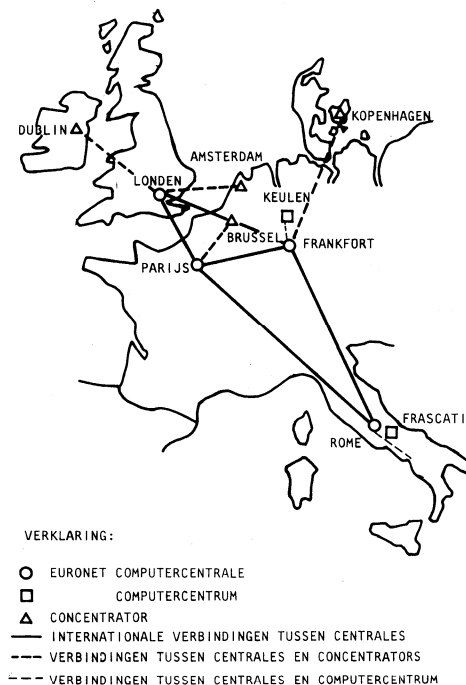 KOPENHAGEN
DUBLIN
AMSTERDAM
LONDEN
KEULEN
BRUSSEL
FRANKFORT
PARIJS
FRASCATI
ROME
VERKLARING:
EURONET COMPUTERCENTRALE
COMPUTERCENTRUM
CONCENTRATOR
INTERNATIONALE VERBINDINGEN TUSSEN CENTRALES
VERBINDINGEN TUSSEN CENTRALES EN CONCENTRATORS
VERBINDINGEN TUSSEN CENTRALES EN COMPUTERCENTRUM